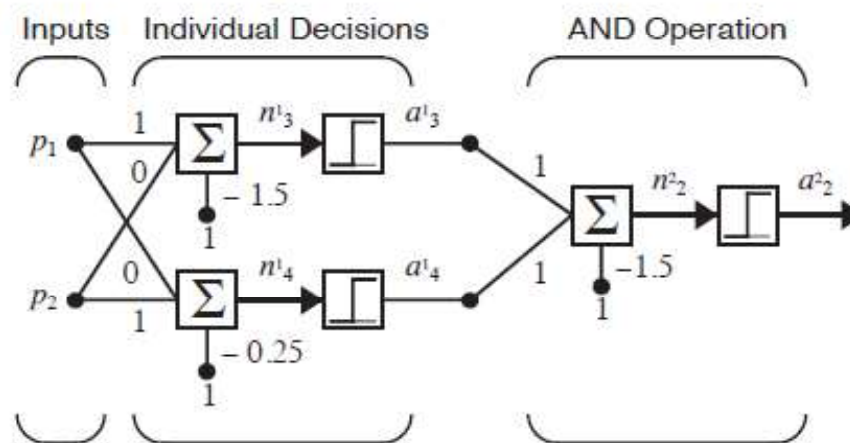 Inputs Individual Decisions AND Operation
p₁ 1 Σ n¹₃ a¹₃
0
– 1.5
1
1 Σ n²₂ a²₂
0 Σ n¹₄ a¹₄ 1 –1.5
p₂ 1 1
– 0.25
1